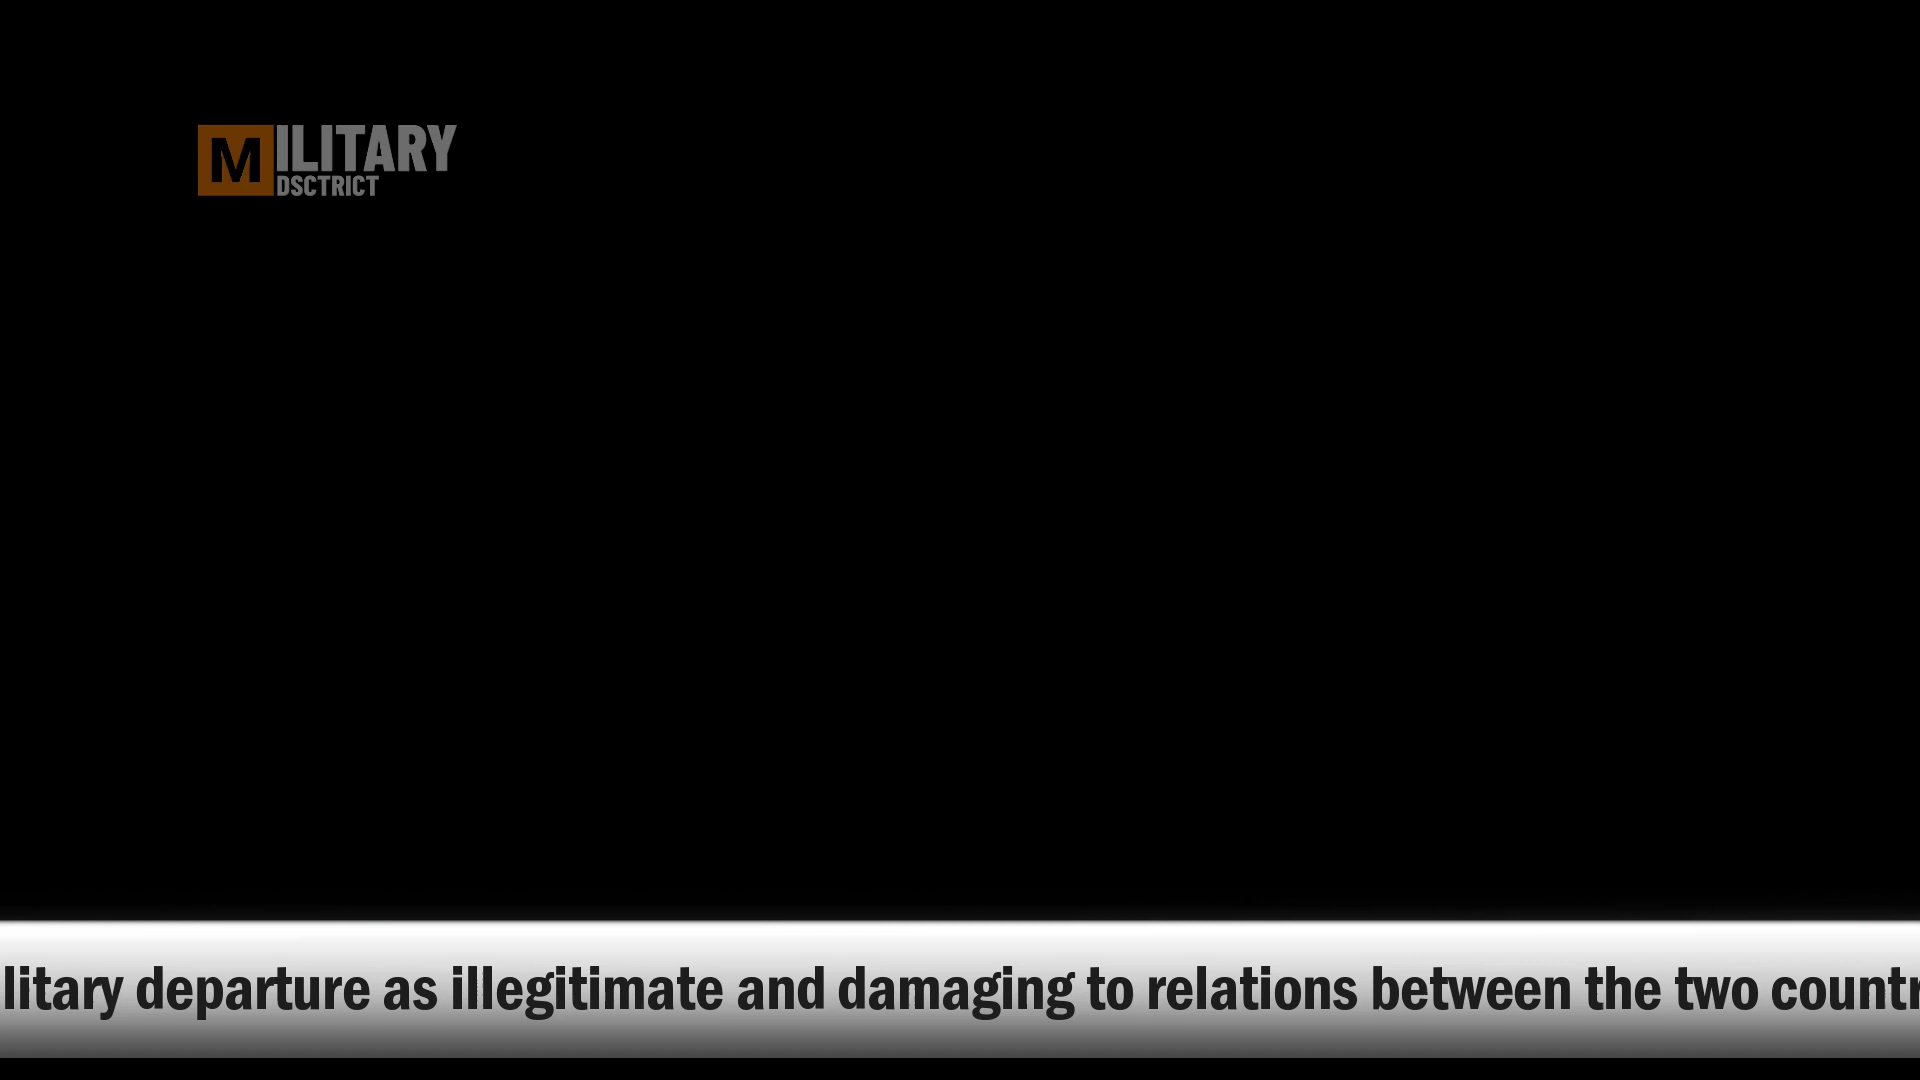 MILITARY
DSCTRICT
litary departure as illegitimate and damaging to relations between the two countr